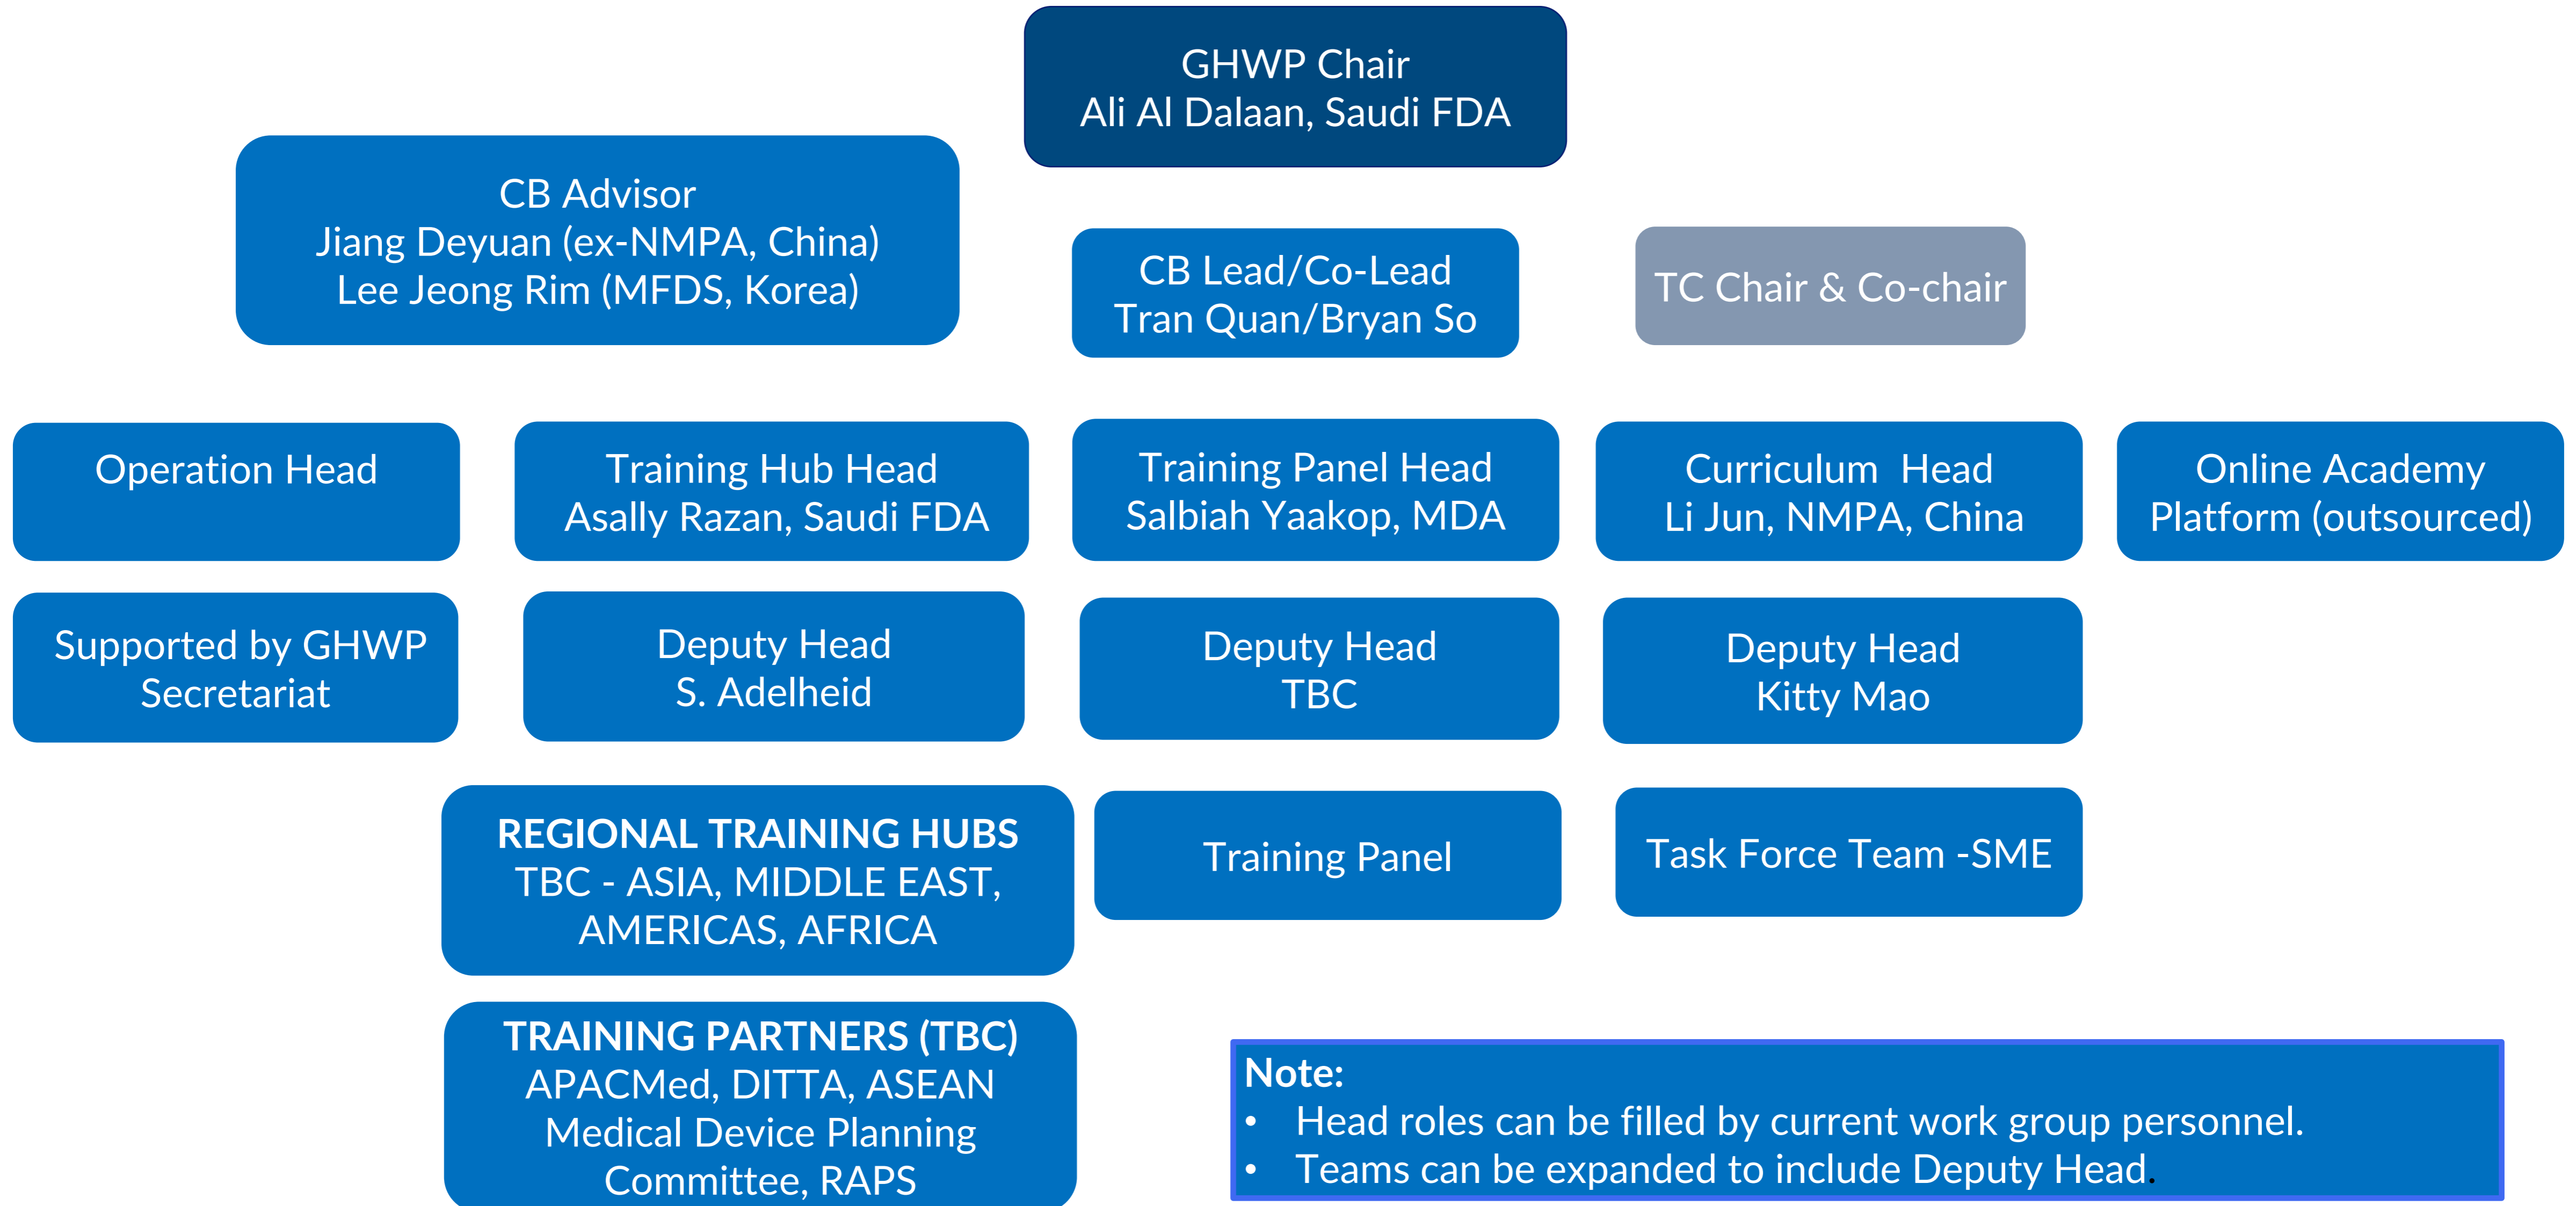 GHWP Chair
Ali Al Dalaan, Saudi FDA
CB Advisor
Jiang Deyuan (ex-NMPA, China)
Lee Jeong Rim (MFDS, Korea)
CB Lead/Co-Lead
Tran Quan/Bryan So
TC Chair & Co-chair
Operation Head
Training Hub Head
Asally Razan, Saudi FDA
Training Panel Head
Salbiah Yaakop, MDA
Curriculum  Head
Li Jun, NMPA, China
Online Academy
Platform (outsourced)
Supported by GHWP
Secretariat
Deputy Head
S. Adelheid
Deputy Head
TBC
Deputy Head
Kitty Mao
REGIONAL TRAINING HUBS
TBC - ASIA, MIDDLE EAST,
AMERICAS, AFRICA
Training Panel
Task Force Team -SME
TRAINING PARTNERS (TBC)
APACMed, DITTA, ASEAN
Medical Device Planning
Committee, RAPS
Note:
• Head roles can be filled by current work group personnel.
• Teams can be expanded to include Deputy Head.